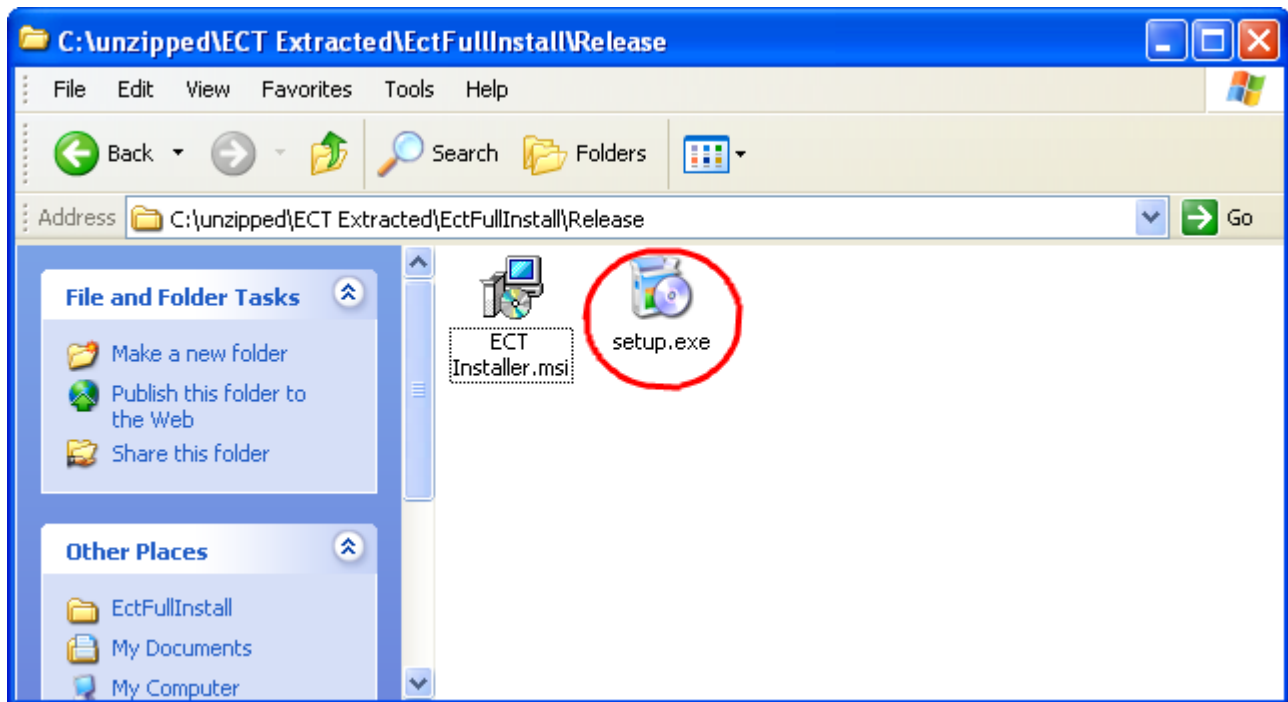 C:\unzipped\ECT Extracted\EctFullInstall\Release
File Edit View Favorites Tools Help
Back Search Folders
Address C:\unzipped\ECT Extracted\EctFullInstall\Release Go
File and Folder Tasks
Make a new folder
Publish this folder to
the Web
Share this folder
Other Places
EctFullInstall
My Documents
My Computer
ECT
Installer.msi
setup.exe